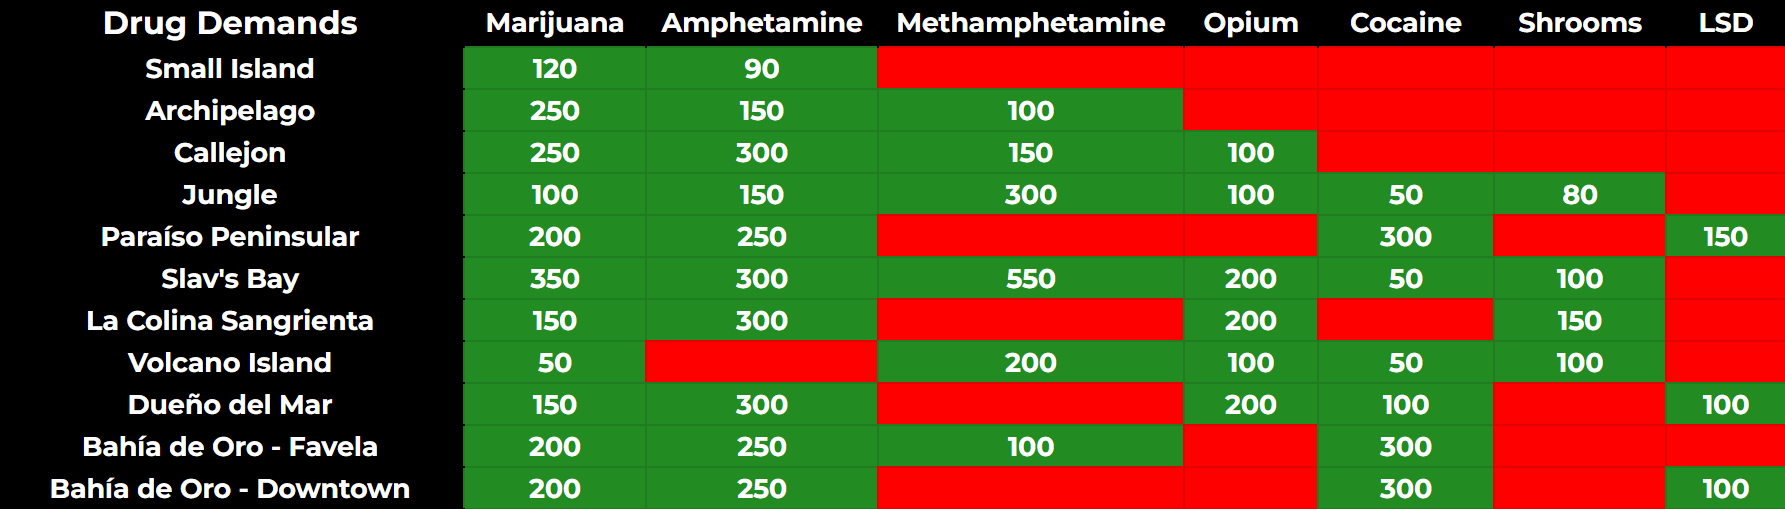 Drug Demands Marijuana Amphetamine Methamphetamine Opium Cocaine Shrooms LSD
Small Island 120 90
Archipelago 250 150 100
Callejon 250 300 150 100
Jungle 100 150 300 100 50 80
Paraíso Peninsular 200 250 300 150
Slav's Bay 350 300 550 200 50 100
La Colina Sangrienta 150 300 200 150
Volcano Island 50 200 100 50 100
Dueño del Mar 150 300 200 100 100
Bahía de Oro - Favela 200 250 100 300
Bahía de Oro - Downtown 200 250 300 100